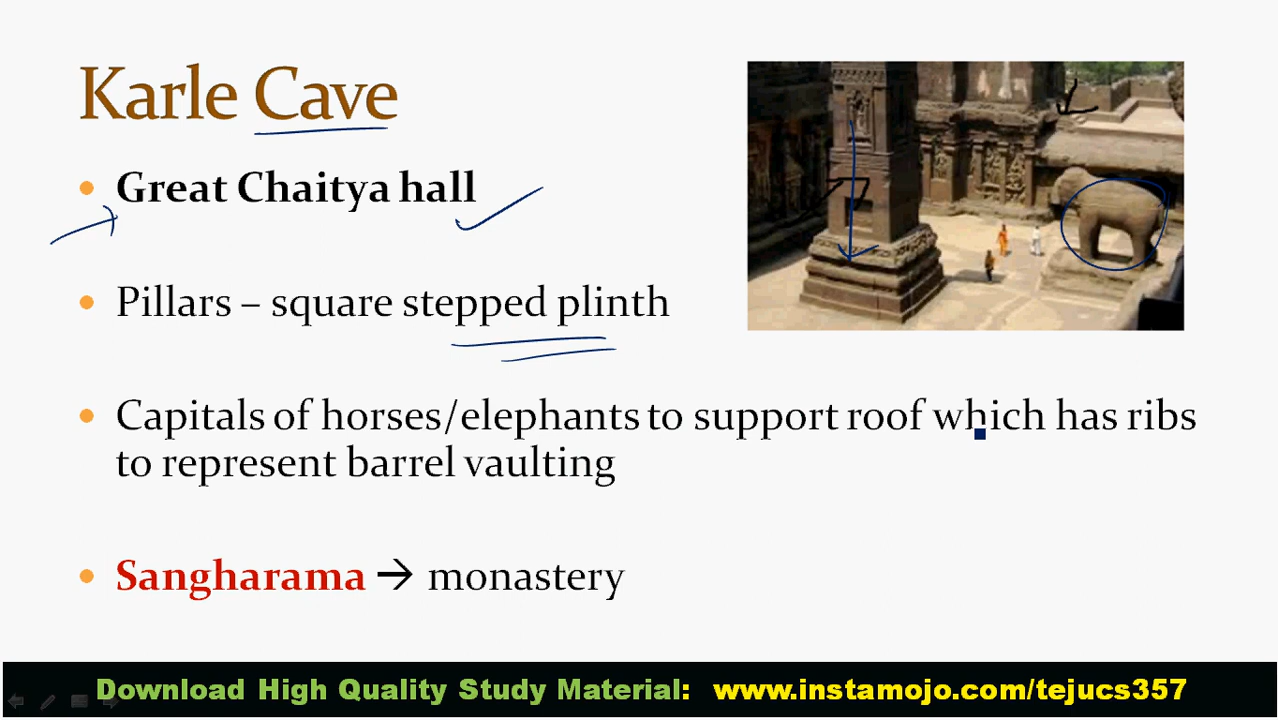 Karle Cave
• Great Chaitya hall
• Pillars – square stepped plinth
• Capitals of horses/elephants to support roof which has ribs
to represent barrel vaulting
• Sangharama → monastery
Download High Quality Study Material: www.instamojo.com/tejucs357